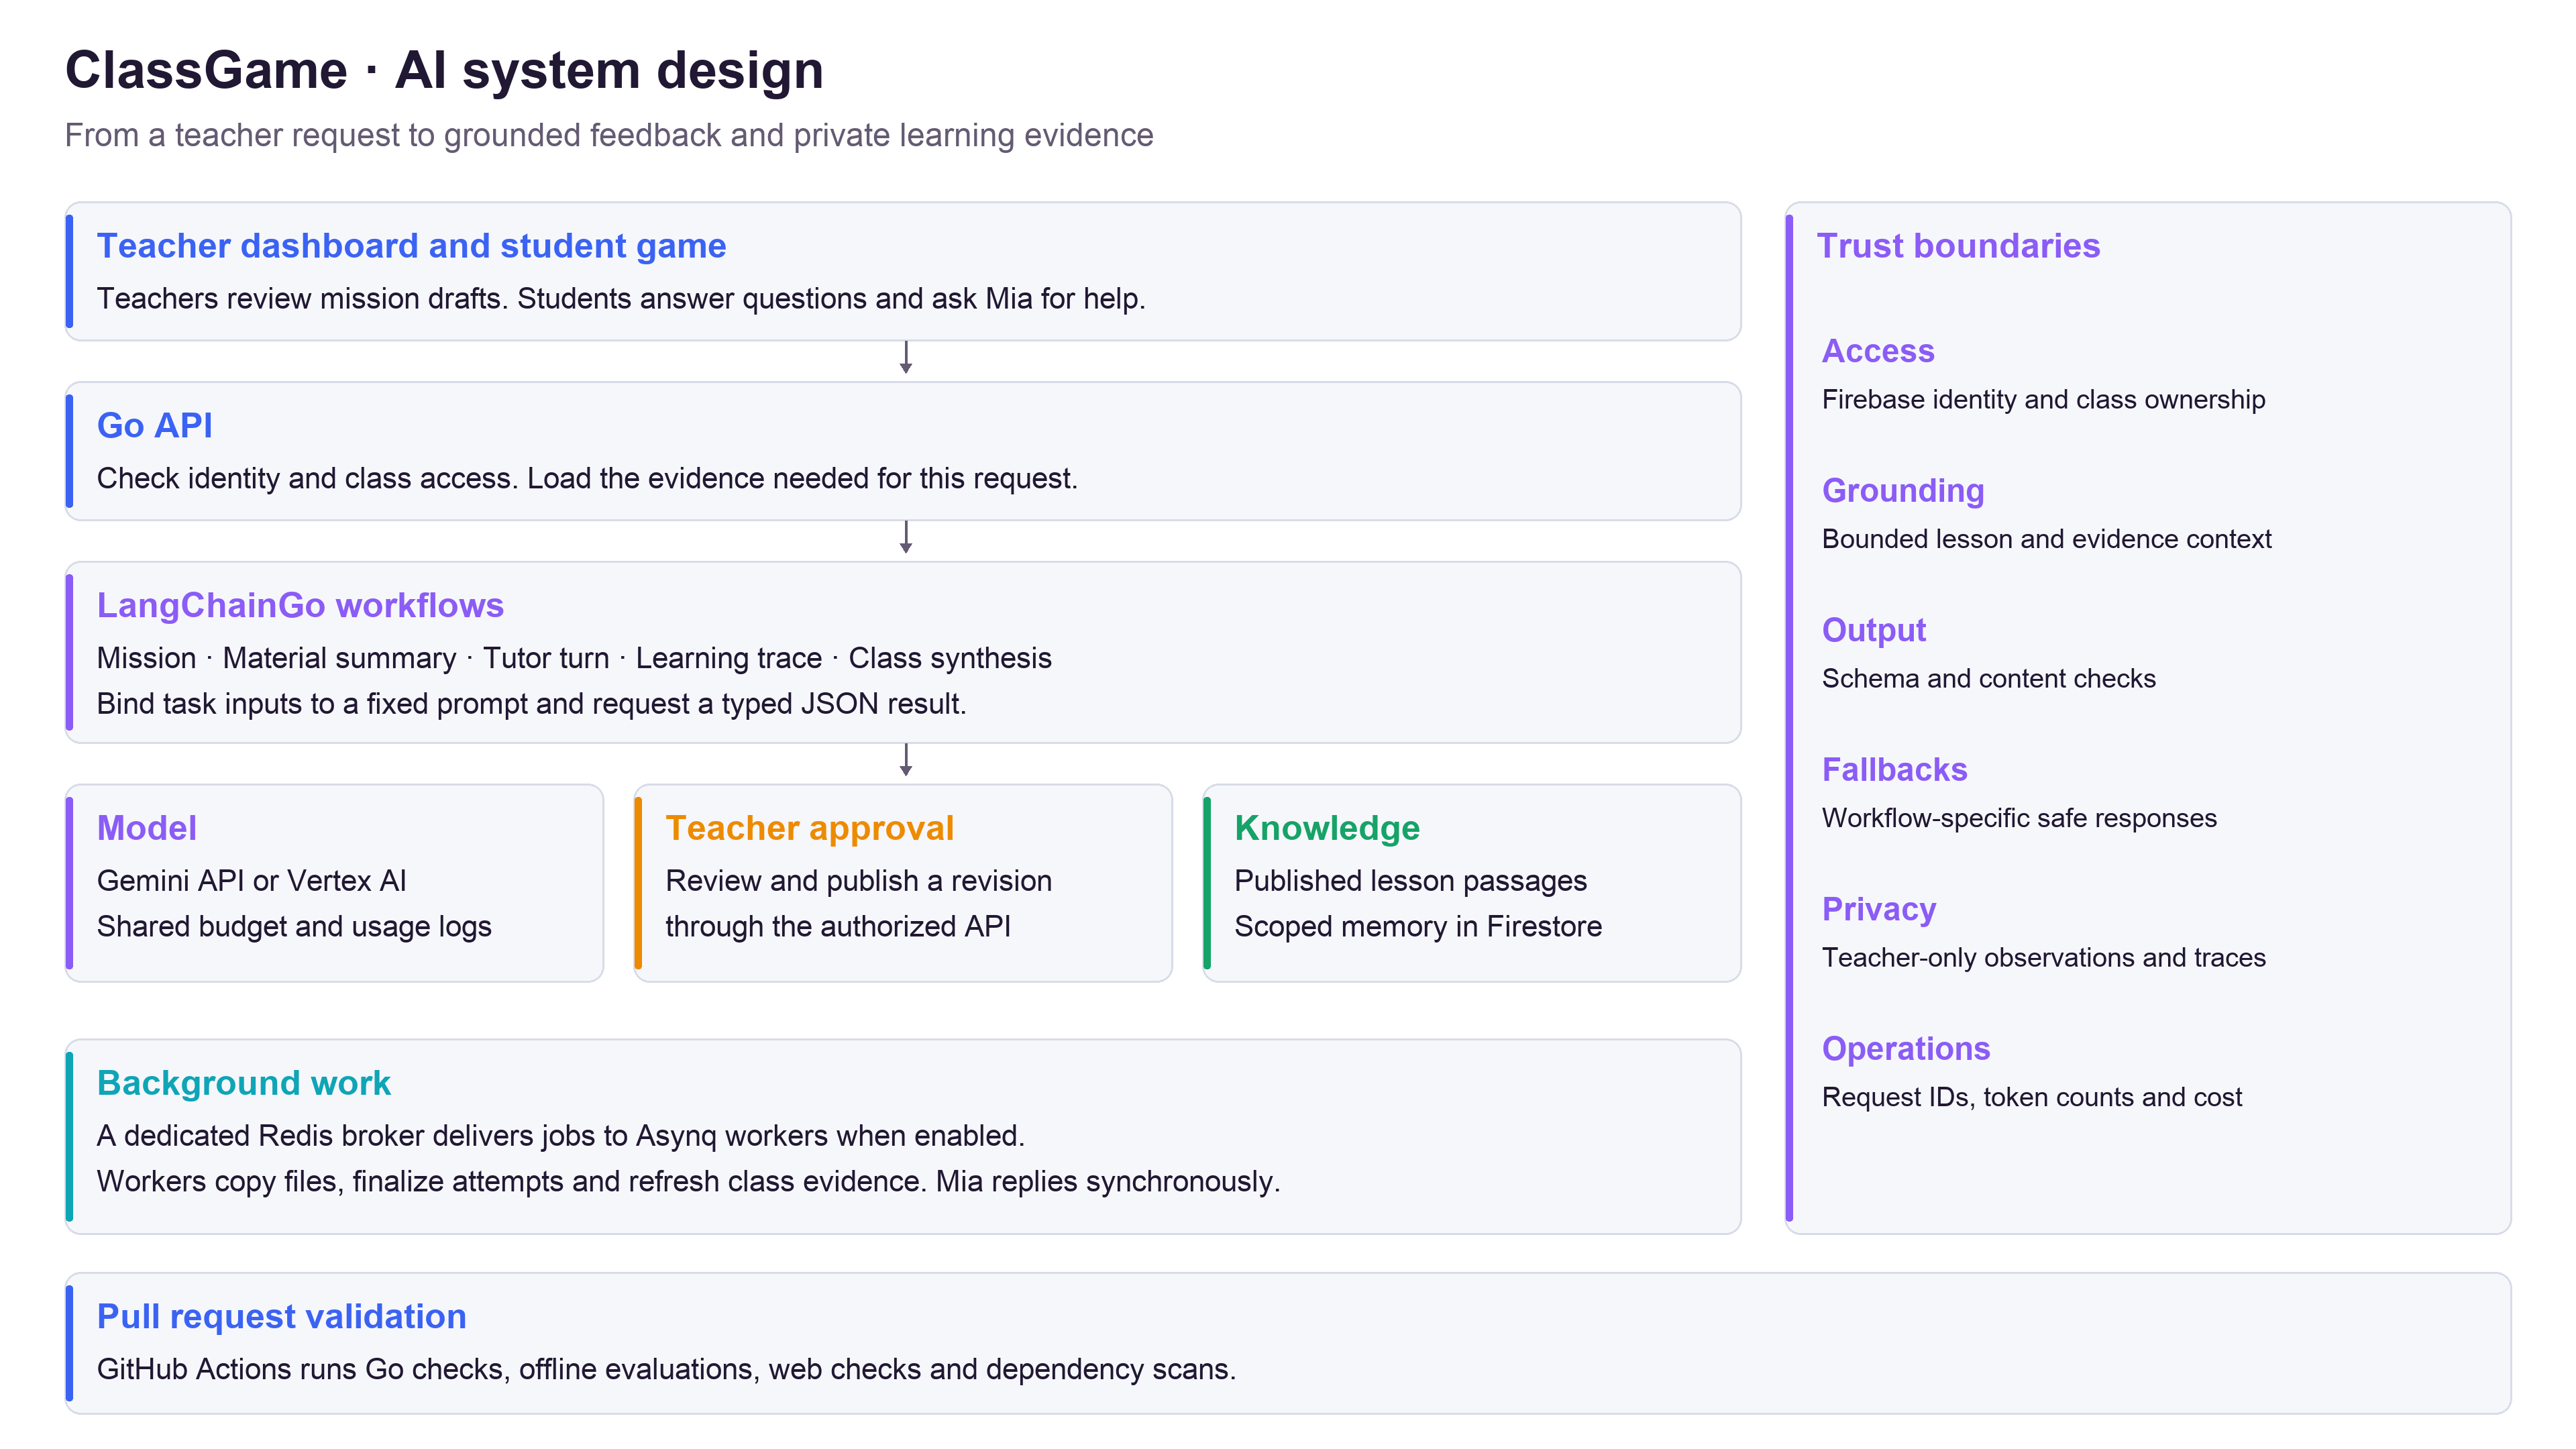 ClassGame · AI system design
From a teacher request to grounded feedback and private learning evidence
Teacher dashboard and student game
Teachers review mission drafts. Students answer questions and ask Mia for help.
Go API
Check identity and class access. Load the evidence needed for this request.
LangChainGo workflows
Mission · Material summary · Tutor turn · Learning trace · Class synthesis
Bind task inputs to a fixed prompt and request a typed JSON result.
Model
Gemini API or Vertex AI
Shared budget and usage logs
Teacher approval
Review and publish a revision
through the authorized API
Knowledge
Published lesson passages
Scoped memory in Firestore
Background work
A dedicated Redis broker delivers jobs to Asynq workers when enabled.
Workers copy files, finalize attempts and refresh class evidence. Mia replies synchronously.
Trust boundaries
Access
Firebase identity and class ownership
Grounding
Bounded lesson and evidence context
Output
Schema and content checks
Fallbacks
Workflow-specific safe responses
Privacy
Teacher-only observations and traces
Operations
Request IDs, token counts and cost
Pull request validation
GitHub Actions runs Go checks, offline evaluations, web checks and dependency scans.